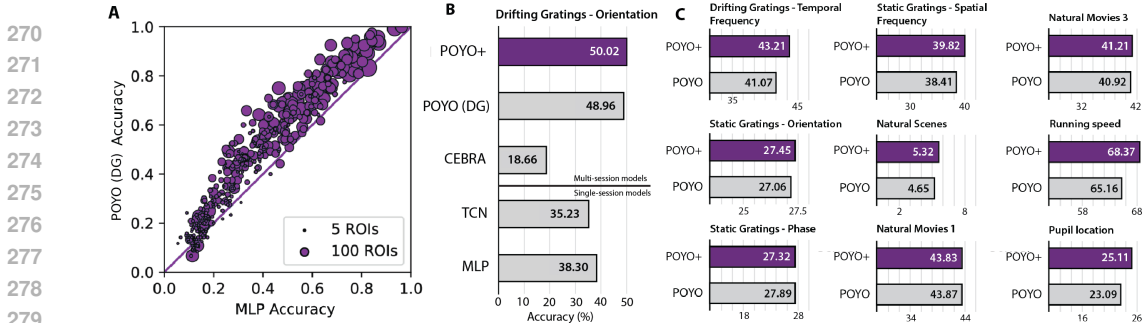 270
271
272
273
274
275
276
277
278
279
A
1.0
0.8
0.6
0.4
0.2
0.0
POYO (DG) Accuracy
5 ROIs
100 ROIs
0.0 0.2 0.4 0.6 0.8 1.0
MLP Accuracy
B
Drifting Gratings - Orientation
POYO+ 50.02
POYO (DG) 48.96
CEBRA 18.66
Multi-session models
Single-session models
TCN 35.23
MLP 38.30
0 10 20 30 40 50
Accuracy (%)
C
Drifting Gratings - Temporal
Frequency
POYO+ 43.21
POYO 41.07
35 45
Static Gratings - Spatial
Frequency
POYO+ 39.82
POYO 38.41
30 40
Natural Movies 3
POYO+ 41.21
POYO 40.92
32 42
Static Gratings - Orientation
POYO+ 27.45
POYO 27.06
25 27.5
Natural Scenes
POYO+ 5.32
POYO 4.65
2 8
Running speed
POYO+ 68.37
POYO 65.16
58 68
Static Gratings - Phase
POYO+ 27.32
POYO 27.89
18 28
Natural Movies 1
POYO+ 43.83
POYO 43.87
34 44
Pupil location
POYO+ 25.11
POYO 23.09
16 26